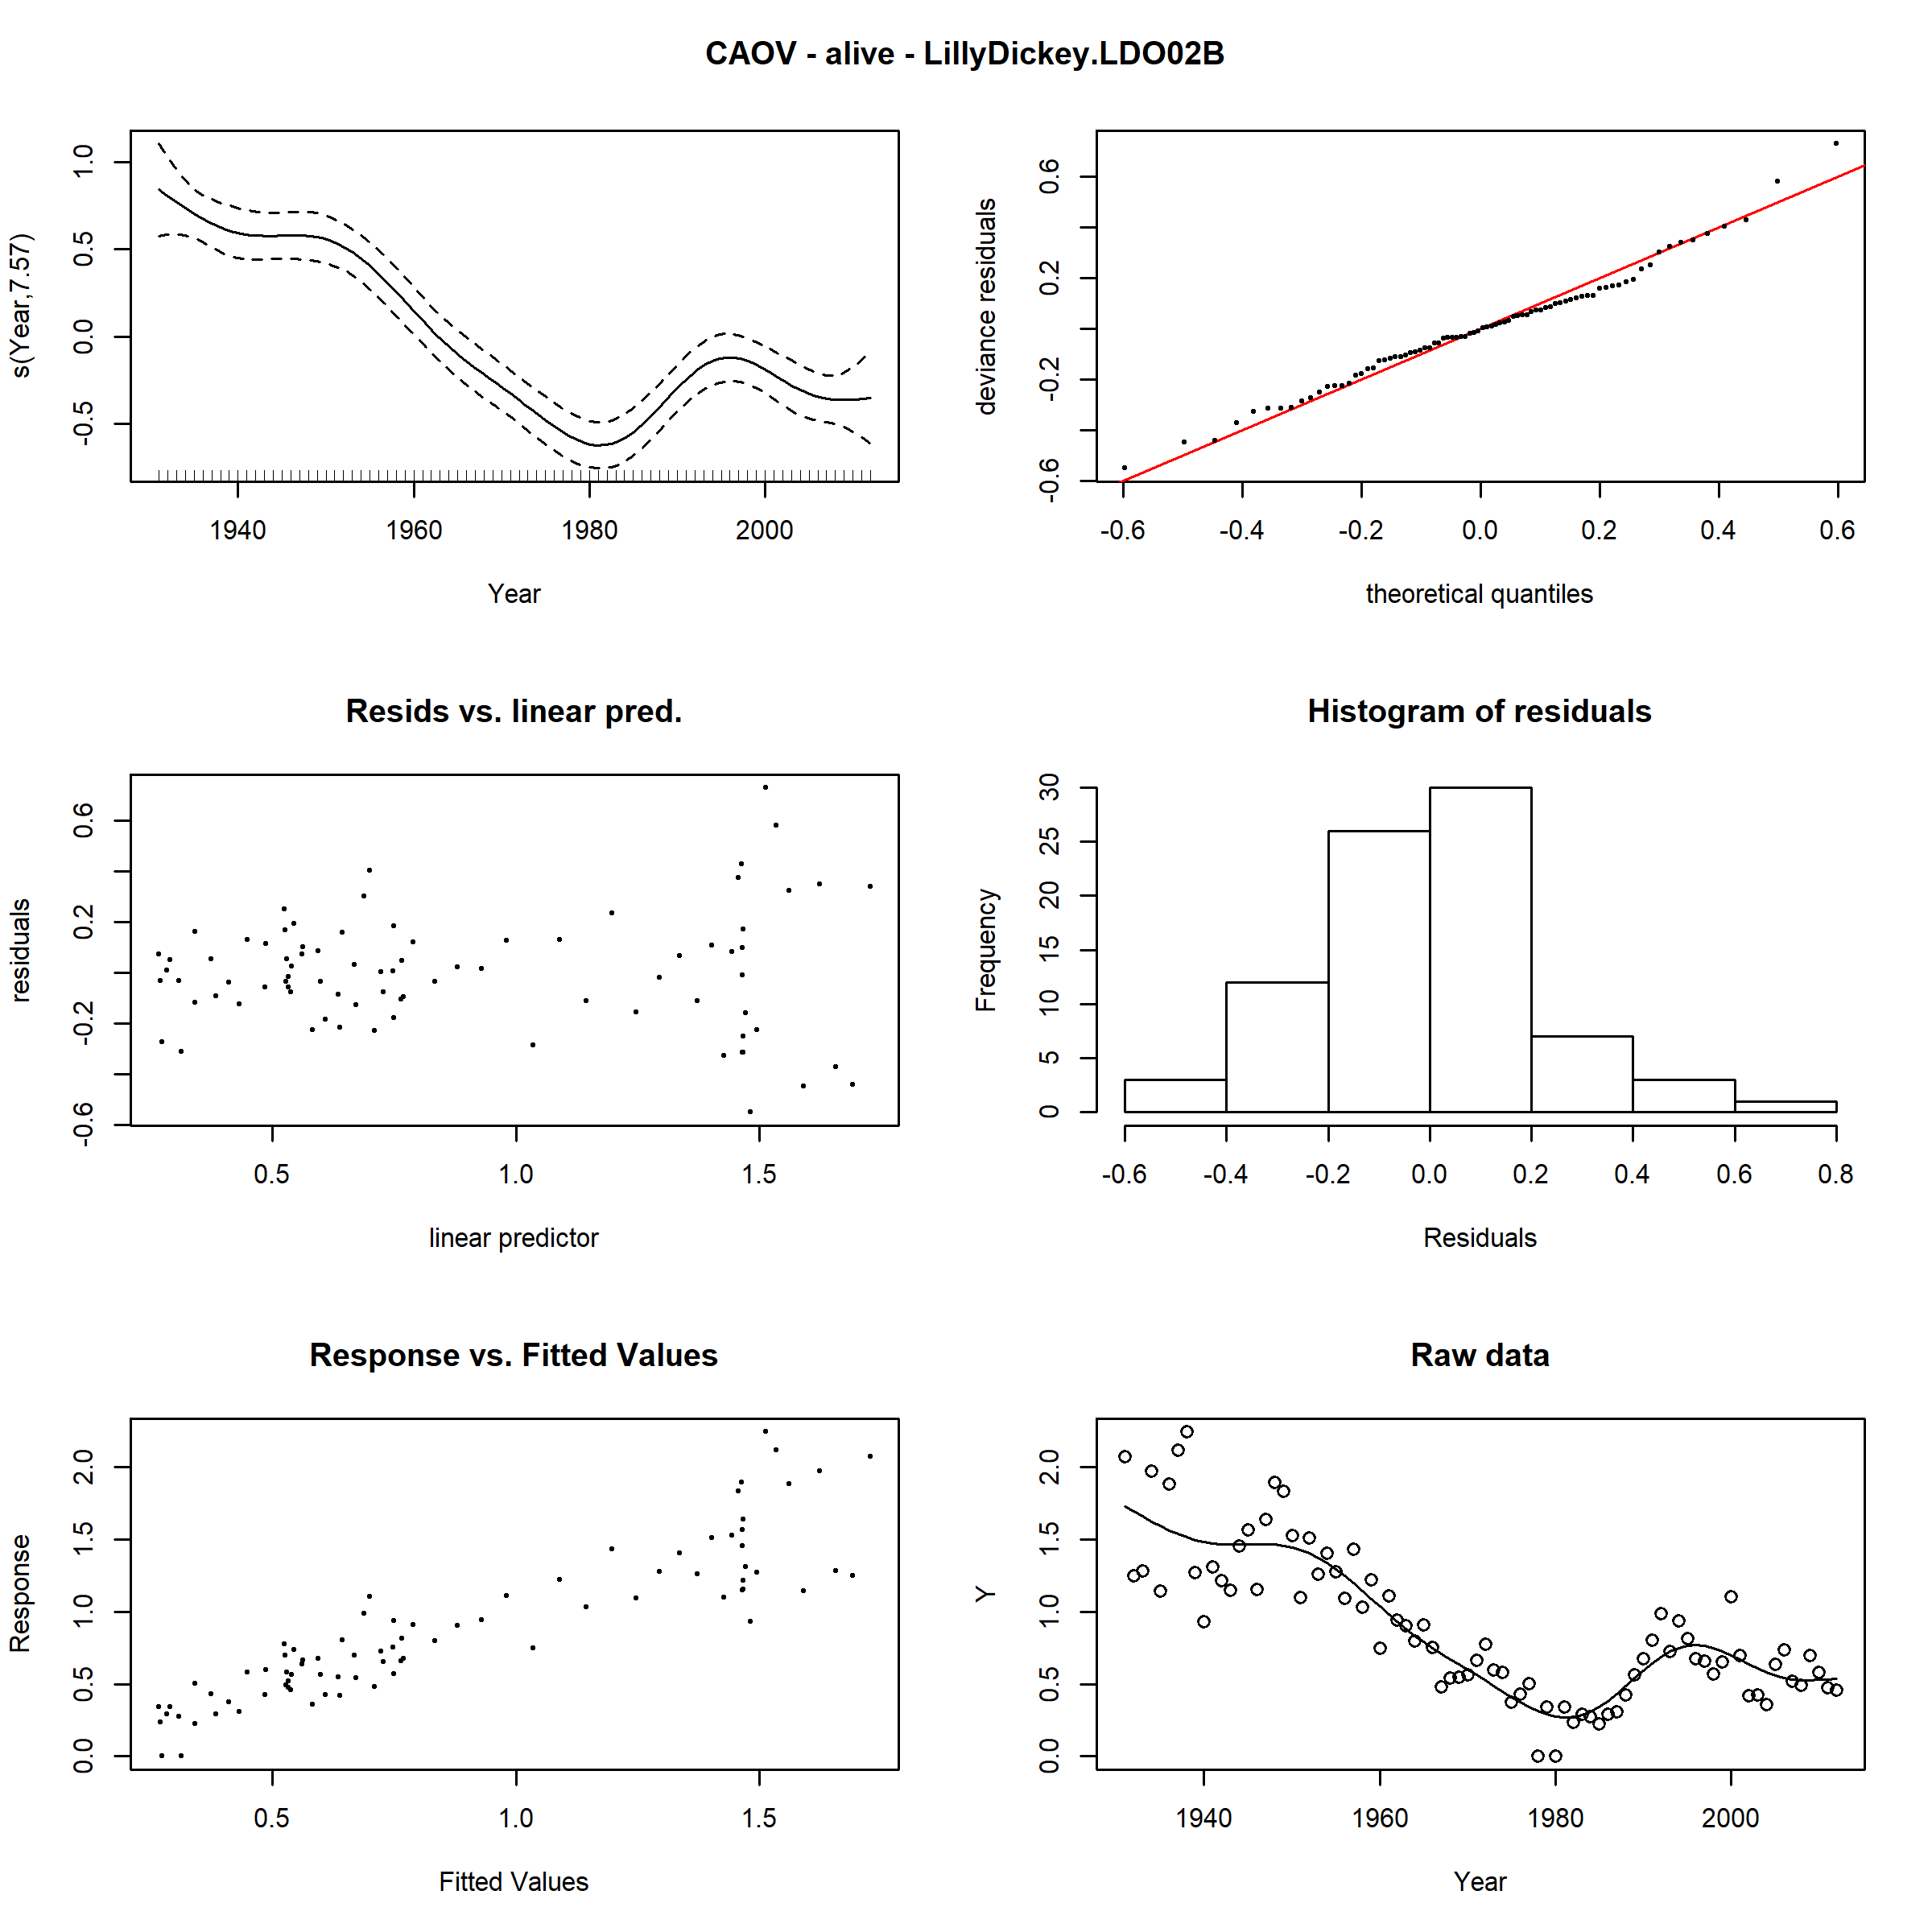 CAOV - alive - LillyDickey.LDO02B
s(Year,7.57)
1.0
0.5
0.0
-0.5
1940 1960 1980 2000
Year
deviance residuals
0.6
0.2
-0.2
-0.6
-0.6 -0.4 -0.2 0.0 0.2 0.4 0.6
theoretical quantiles
Resids vs. linear pred.
residuals
0.6
0.2
-0.2
-0.6
0.5 1.0 1.5
linear predictor
Histogram of residuals
Frequency
30
25
20
15
10
5
0
-0.6 -0.4 -0.2 0.0 0.2 0.4 0.6 0.8
Residuals
Response vs. Fitted Values
Response
2.0
1.5
1.0
0.5
0.0
0.5 1.0 1.5
Fitted Values
Raw data
Y
2.0
1.5
1.0
0.5
0.0
1940 1960 1980 2000
Year